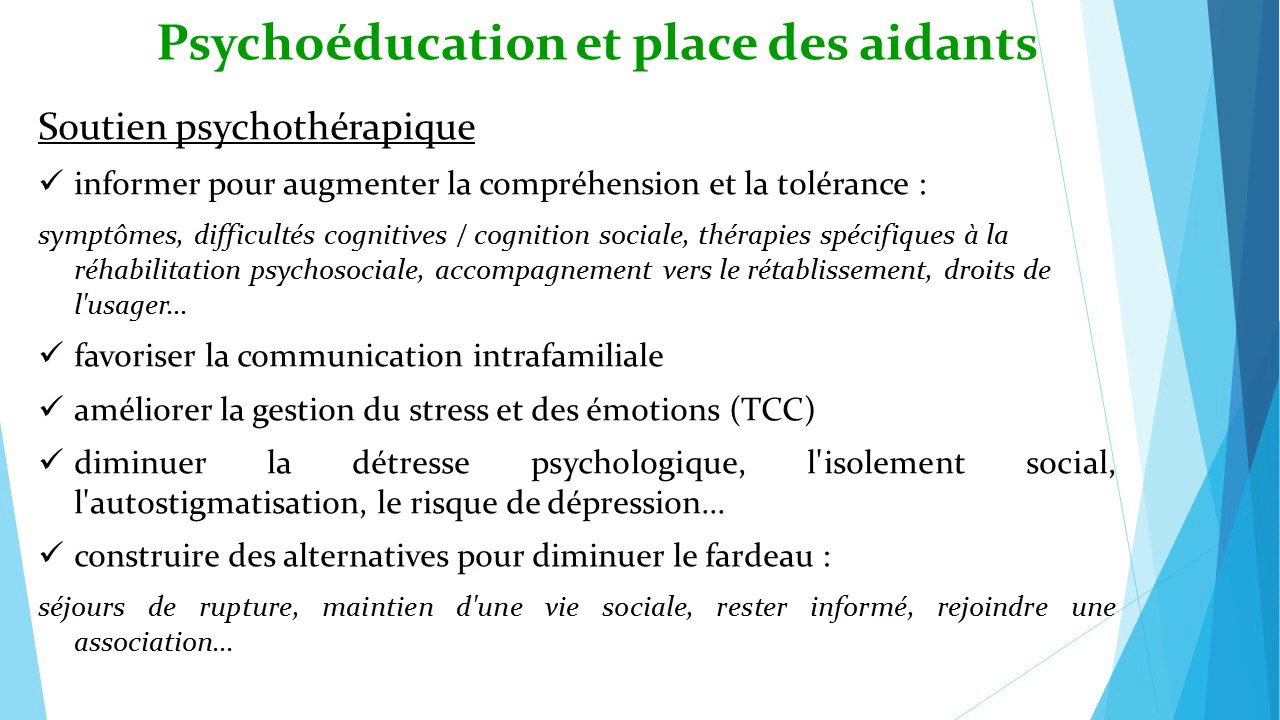 Psychoéducation et place des aidants
Soutien psychothérapique
✓ informer pour augmenter la compréhension et la tolérance :
symptômes, difficultés cognitives / cognition sociale, thérapies spécifiques à la
réhabilitation psychosociale, accompagnement vers le rétablissement, droits de
l'usager...
✓ favoriser la communication intrafamiliale
✓ améliorer la gestion du stress et des émotions (TCC)
✓ diminuer la détresse psychologique, l'isolement social,
l'autostigmatisation, le risque de dépression...
✓ construire des alternatives pour diminuer le fardeau :
séjours de rupture, maintien d'une vie sociale, rester informé, rejoindre une
association...